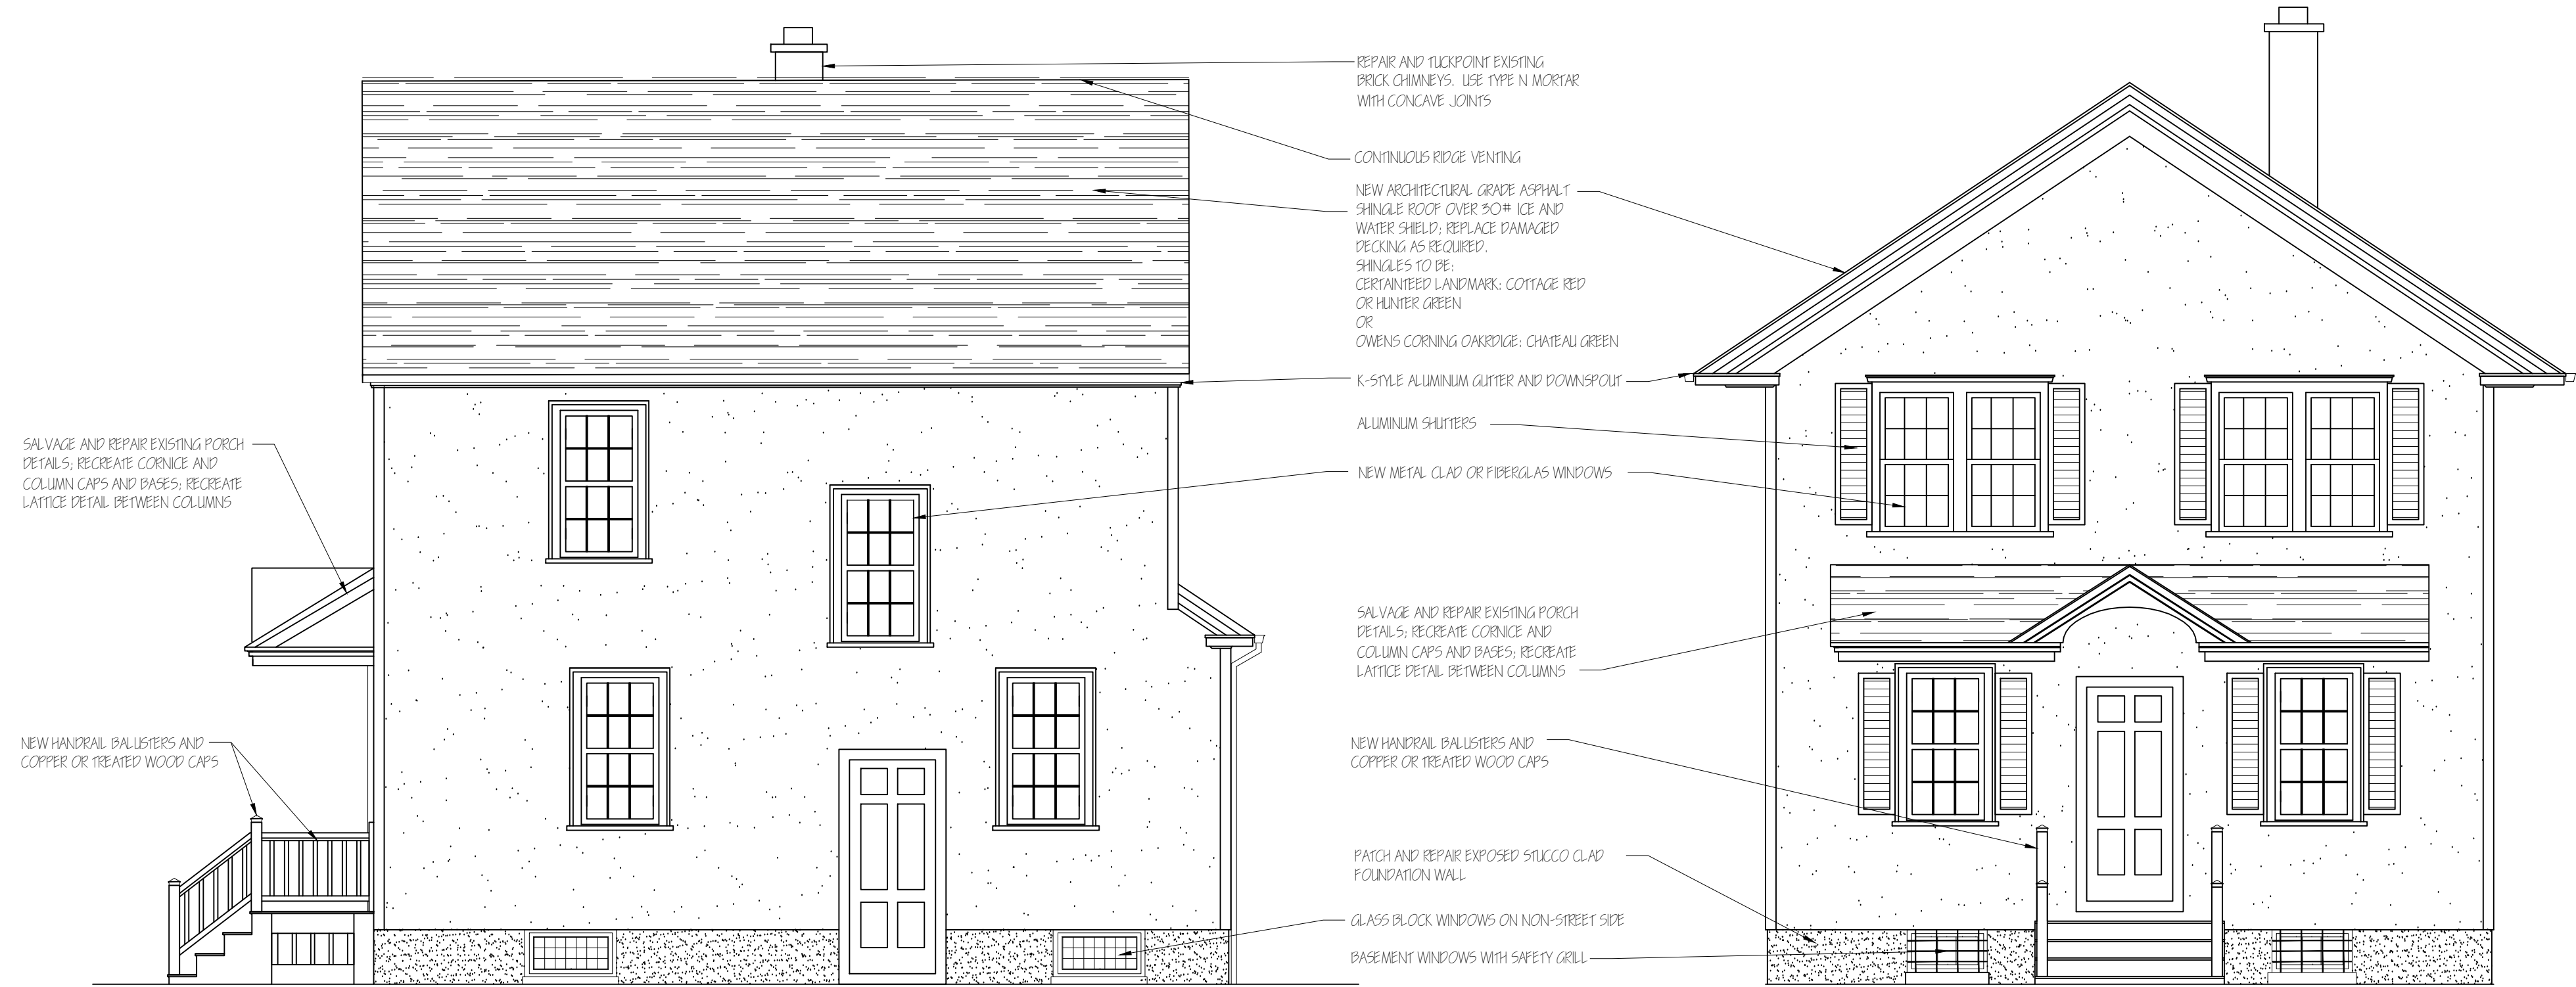 SALVAGE AND REPAIR EXISTING PORCH
DETAILS; RECREATE CORNICE AND
COLUMN CAPS AND BASES; RECREATE
LATTICE DETAIL BETWEEN COLUMNS
NEW HANDRAIL BALUSTERS AND
COPPER OR TREATED WOOD CAPS
REPAIR AND TUCKPOINT EXISTING
BRICK CHIMNEYS. USE TYPE N MORTAR
WITH CONCAVE JOINTS
CONTINUOUS RIDGE VENTING
NEW ARCHITECTURAL GRADE ASPHALT
SHINGLE ROOF OVER 30# ICE AND
WATER SHIELD; REPLACE DAMAGED
DECKING AS REQUIRED.
SHINGLES TO BE:
CERTAINTEED LANDMARK: COTTAGE RED
OR HUNTER GREEN
OR
OWENS CORNING OAKRDIGE: CHATEAU GREEN
K-STYLE ALUMINUM GUTTER AND DOWNSPOUT
ALUMINUM SHUTTERS
NEW METAL CLAD OR FIBERGLAS WINDOWS
SALVAGE AND REPAIR EXISTING PORCH
DETAILS; RECREATE CORNICE AND
COLUMN CAPS AND BASES; RECREATE
LATTICE DETAIL BETWEEN COLUMNS
NEW HANDRAIL BALUSTERS AND
COPPER OR TREATED WOOD CAPS
PATCH AND REPAIR EXPOSED STUCCO CLAD
FOUNDATION WALL
GLASS BLOCK WINDOWS ON NON-STREET SIDE
BASEMENT WINDOWS WITH SAFETY GRILL